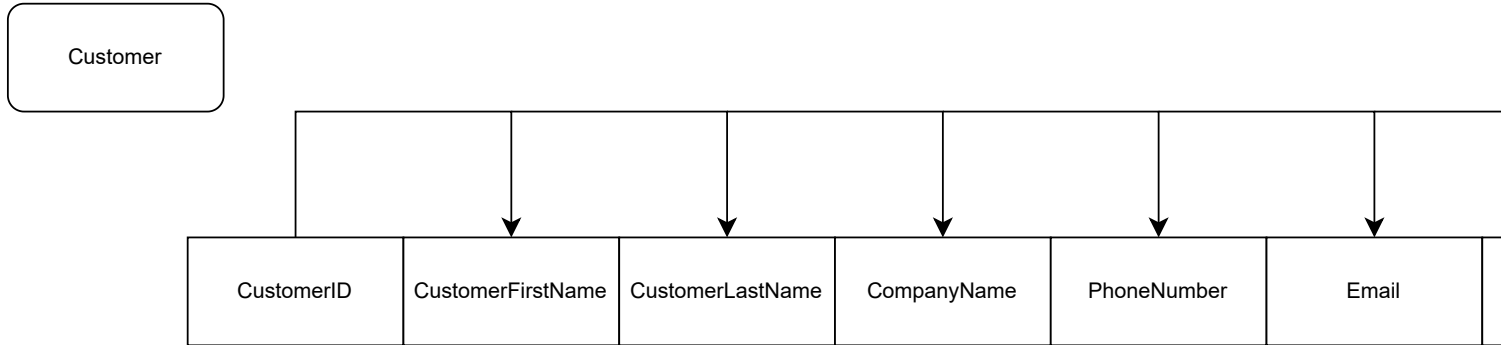 Customer
CustomerID
CustomerFirstName
CustomerLastName
CompanyName
PhoneNumber
Email